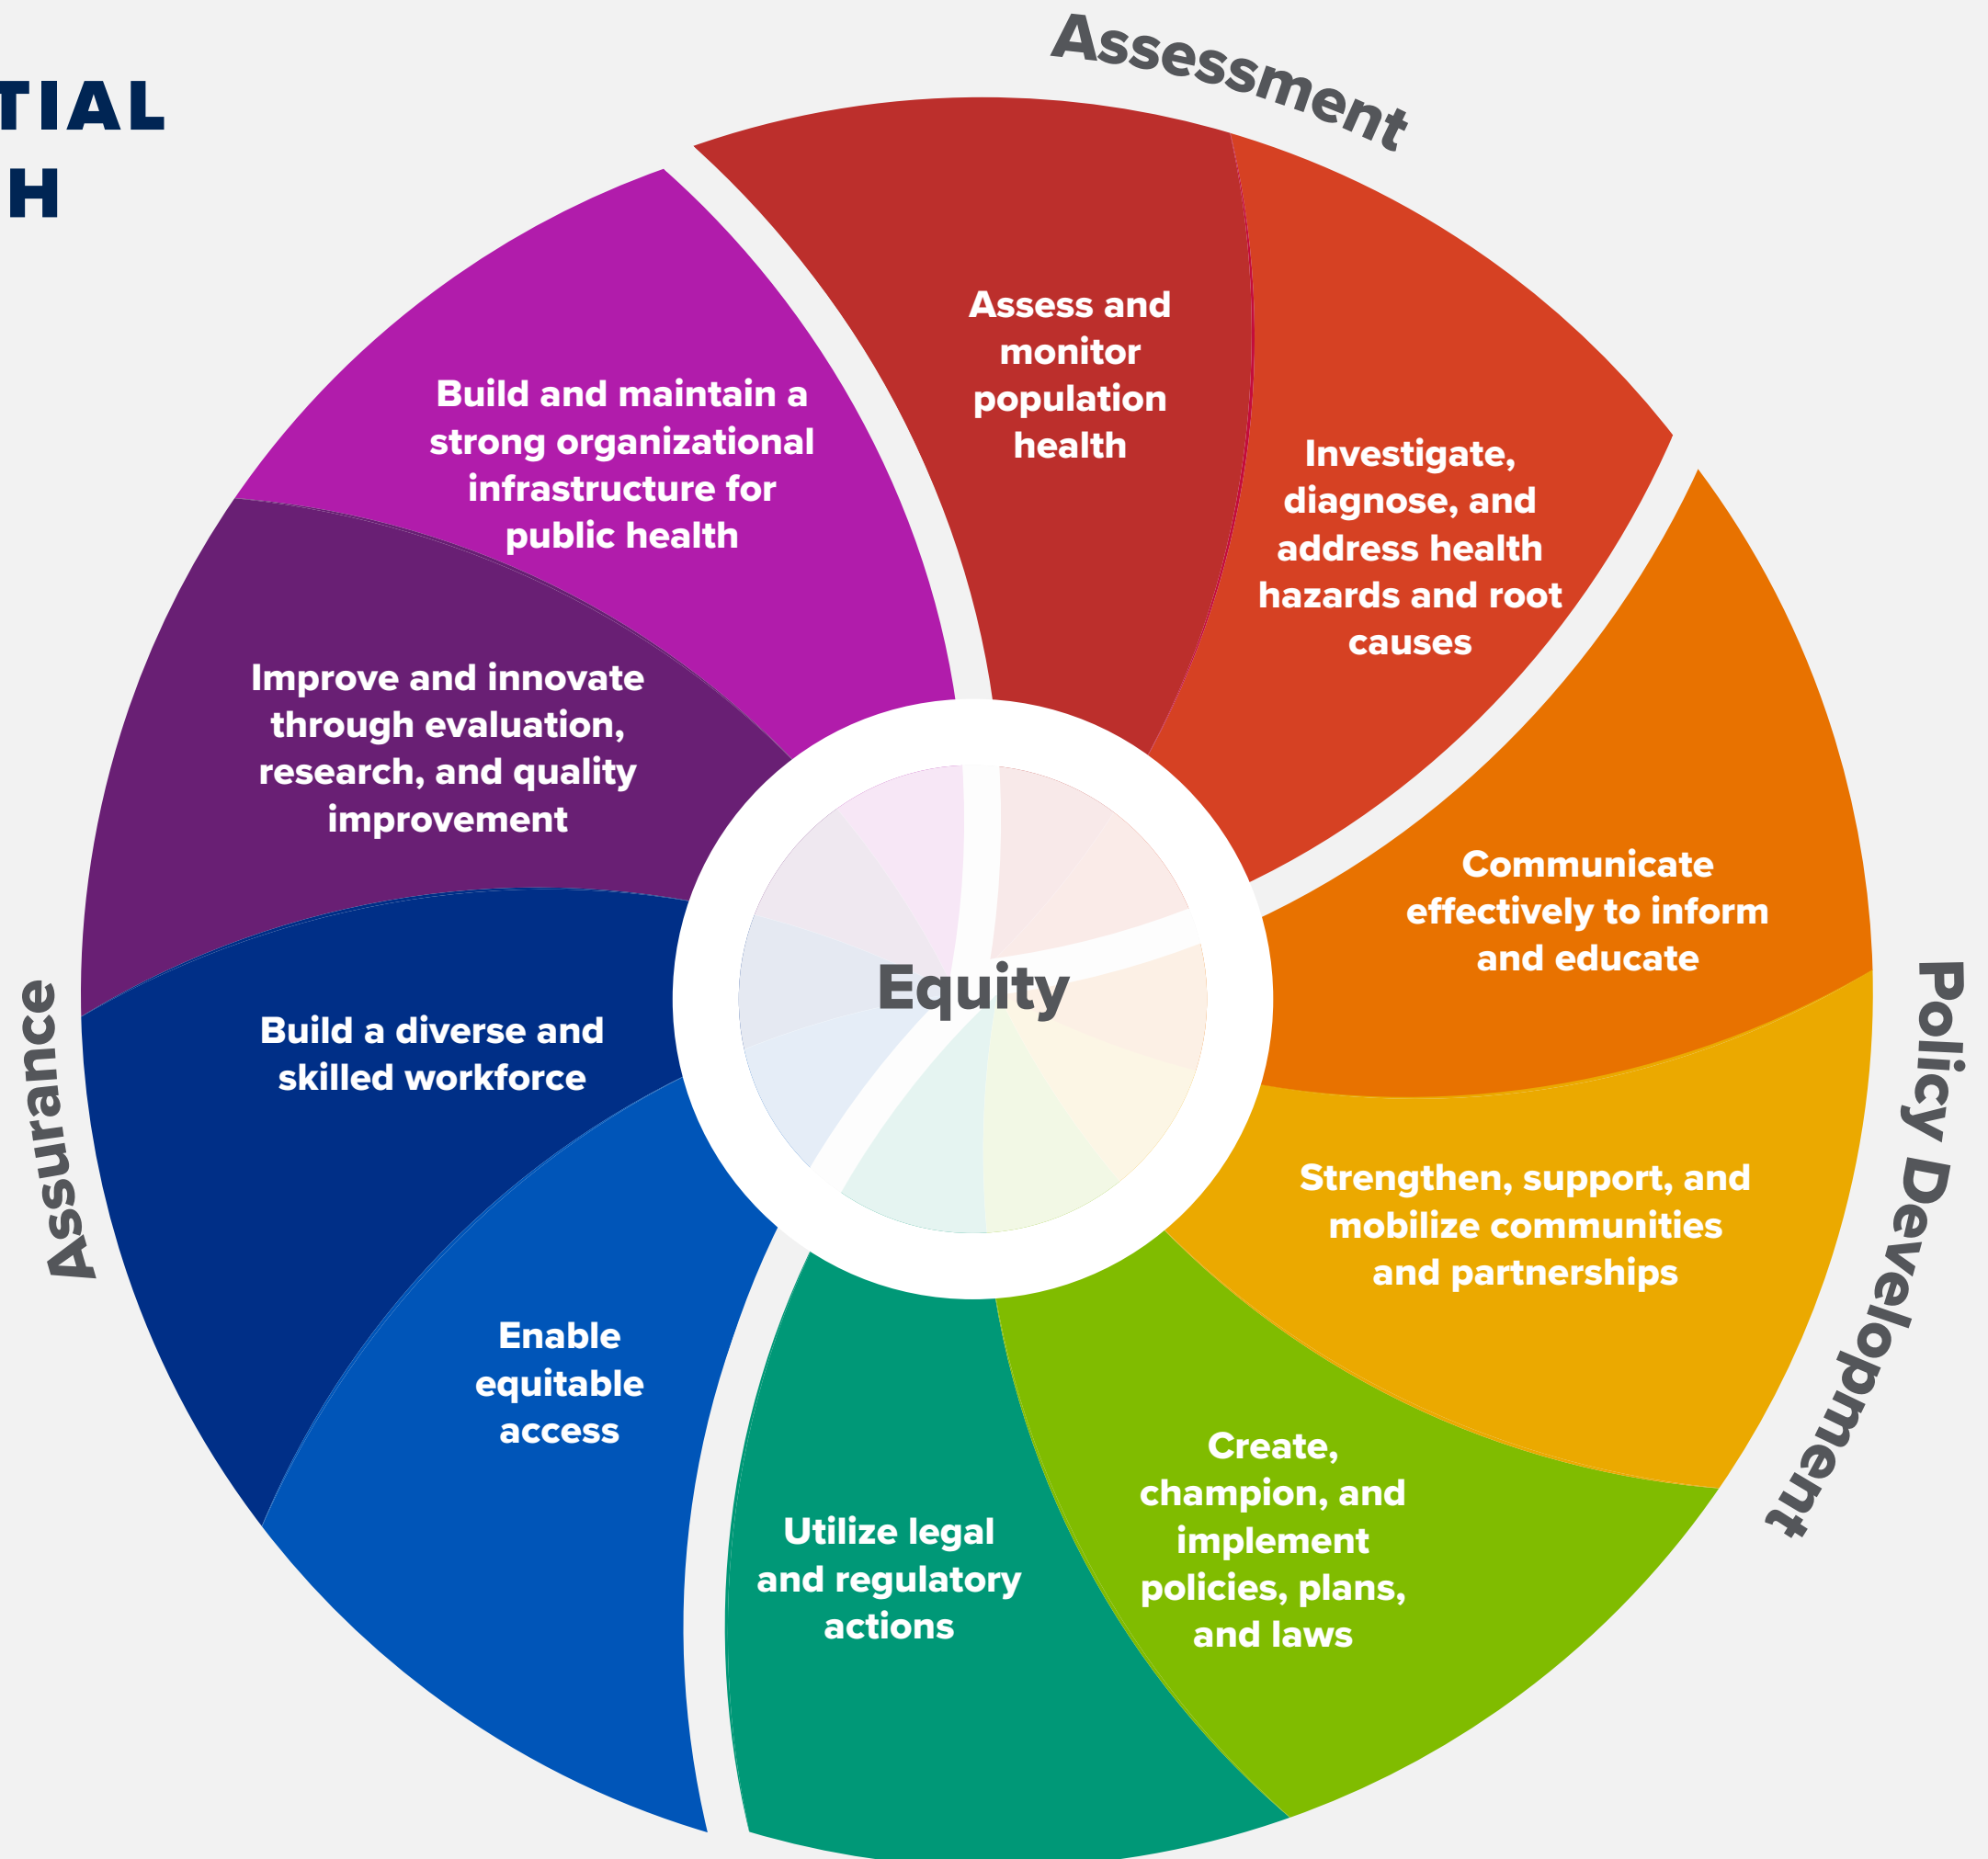 TIAL
H
Assessment
Assess and
monitor
population
health
Investigate,
diagnose, and
address health
hazards and root
causes
Policy Development
Communicate
effectively to inform
and educate
Strengthen, support, and
mobilize communities
and partnerships
Create,
champion, and
implement
policies, plans,
and laws
Utilize legal
and regulatory
actions
Assurance
Enable
equitable
access
Build a diverse and
skilled workforce
Improve and innovate
through evaluation,
research, and quality
improvement
Build and maintain a
strong organizational
infrastructure for
public health
Equity